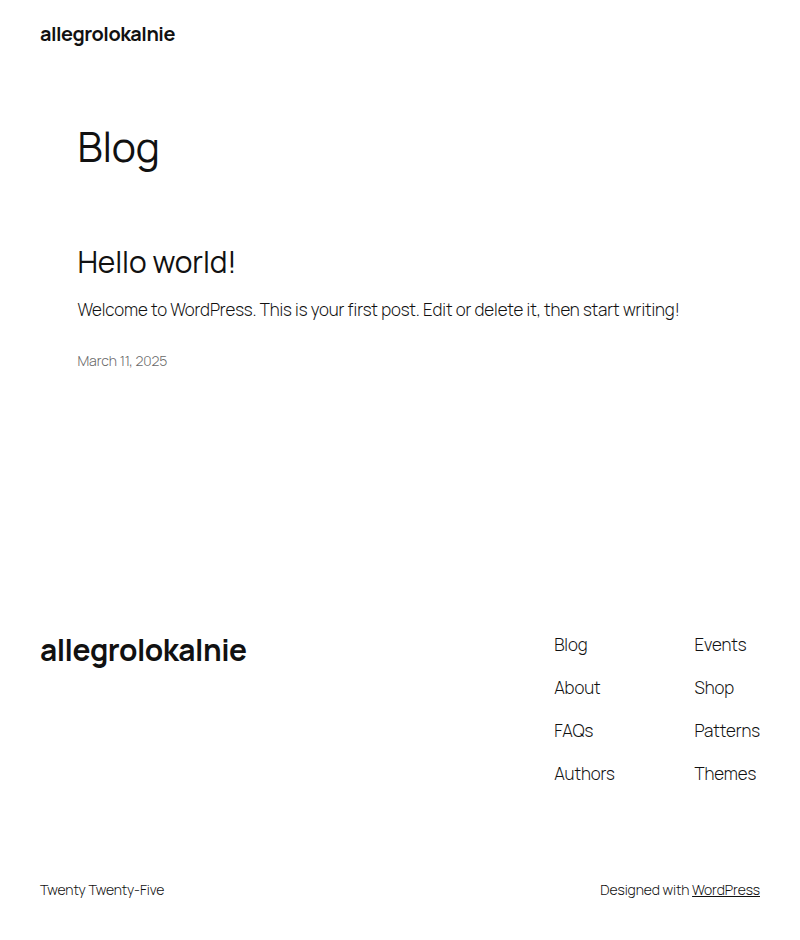 allegrolokalnie
Blog
Hello world!
Welcome to WordPress. This is your first post. Edit or delete it, then start writing!
March 11, 2025
allegrolokalnie
Blog
About
FAQs
Authors
Events
Shop
Patterns
Themes
Twenty Twenty-Five
Designed with WordPress